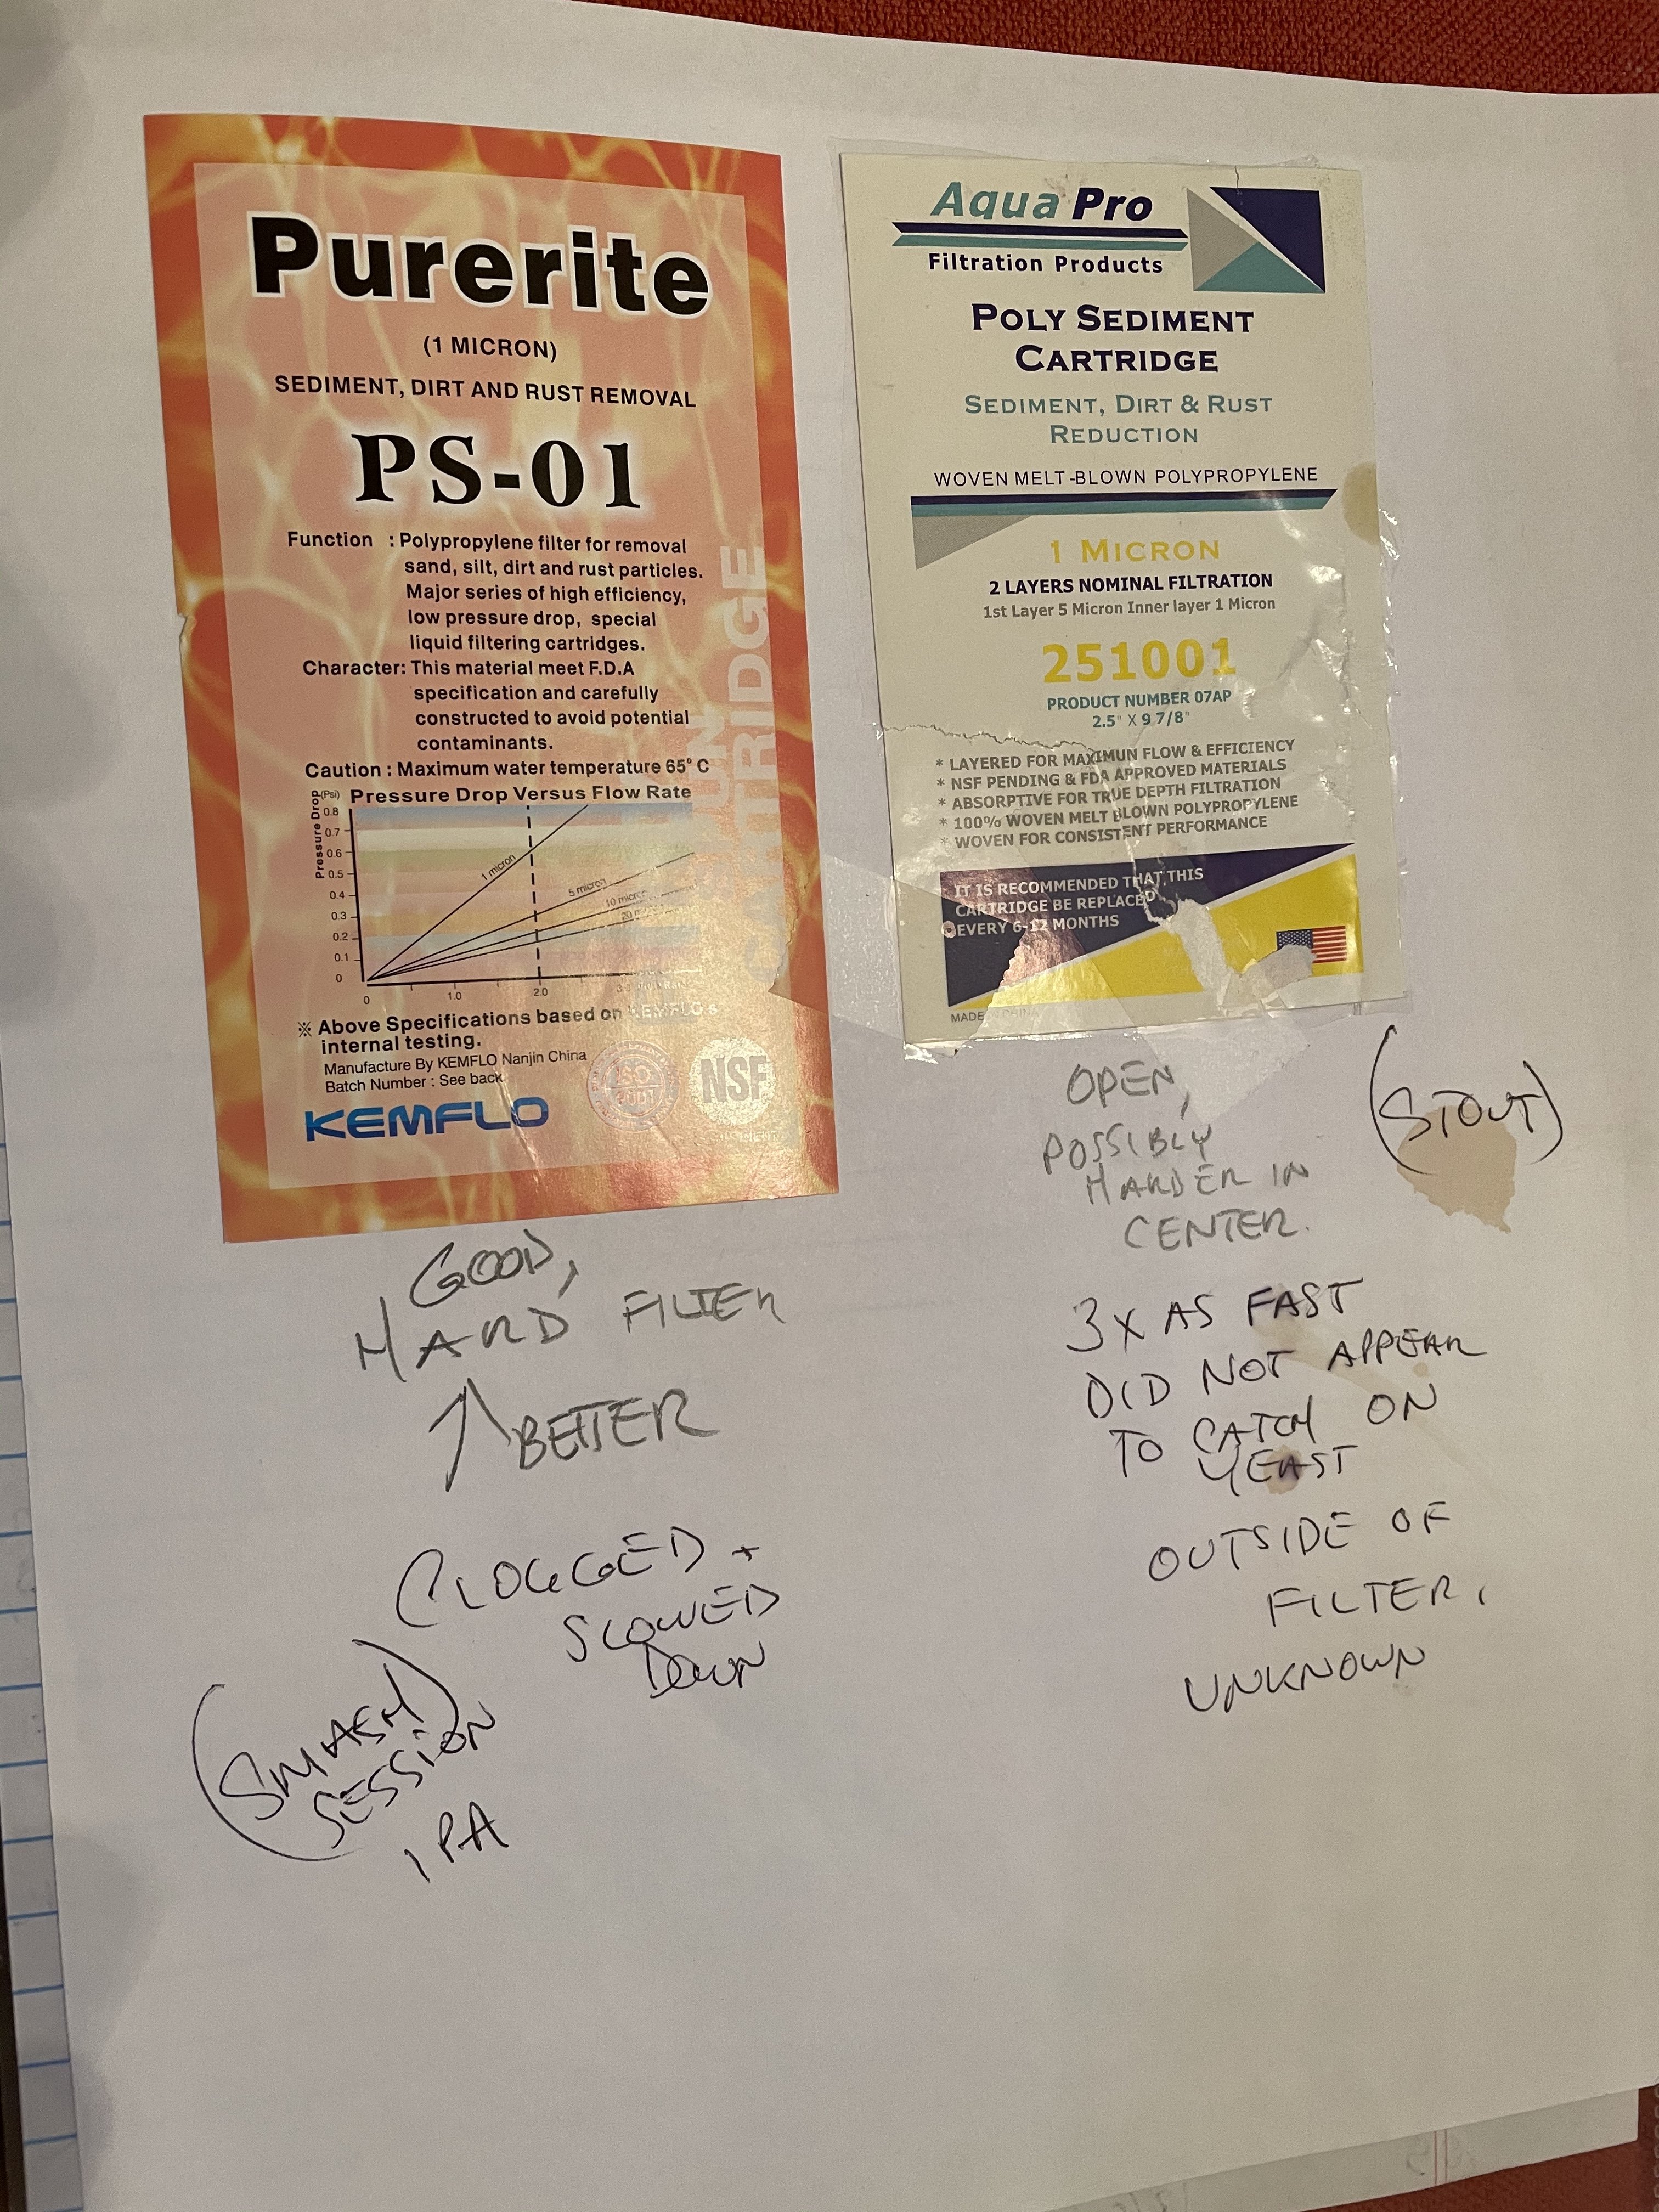 Purerite
(1 MICRON)
SEDIMENT, DIRT AND RUST REMOVAL
PS-01
Function : Polypropylene filter for removal
sand, silt, dirt and rust particles.
Major series of high efficiency,
low pressure drop, special
liquid filtering cartridges.
Character: This material meet F.D.A
specification and carefully
constructed to avoid potential
contaminants.
Caution : Maximum water temperature 65° C
CARTRIDGE
Pressure Drop Versus Flow Rate
Pressure Drop (Psi)
0.8
0.7
0.6
0.5
0.4
0.3
0.2
0.1
0
1 micron
5 micron
10 micron
0 1.0 2.0
※ Above Specifications based on KEMFLO's
internal testing.
Manufacture By KEMFLO Nanjin China
Batch Number : See back
KEMFLO
ISO
NSF
GOOD,
HARD FILTER
BETTER
CLOGGED +
SLOWED
DOWN
(SMASH)
SESSION
IPA
Aqua Pro
Filtration Products
POLY SEDIMENT
CARTRIDGE
SEDIMENT, DIRT & RUST
REDUCTION
WOVEN MELT-BLOWN POLYPROPYLENE
1 MICRON
2 LAYERS NOMINAL FILTRATION
1st Layer 5 Micron Inner layer 1 Micron
251001
PRODUCT NUMBER 07AP
2.5" X 9 7/8"
* LAYERED FOR MAXIMUN FLOW & EFFICIENCY
* NSF PENDING & FDA APPROVED MATERIALS
* ABSORPTIVE FOR TRUE DEPTH FILTRATION
* 100% WOVEN MELT BLOWN POLYPROPYLENE
* WOVEN FOR CONSISTENT PERFORMANCE
IT IS RECOMMENDED THAT THIS
CARTRIDGE BE REPLACED
EVERY 6-12 MONTHS
MADE IN CHINA
OPEN,
POSSIBLY
HARDER IN
CENTER.
(STOUT)
3X AS FAST
DID NOT APPEAR
TO CATCH ON
YEAST
OUTSIDE OF
FILTER,
UNKNOWN